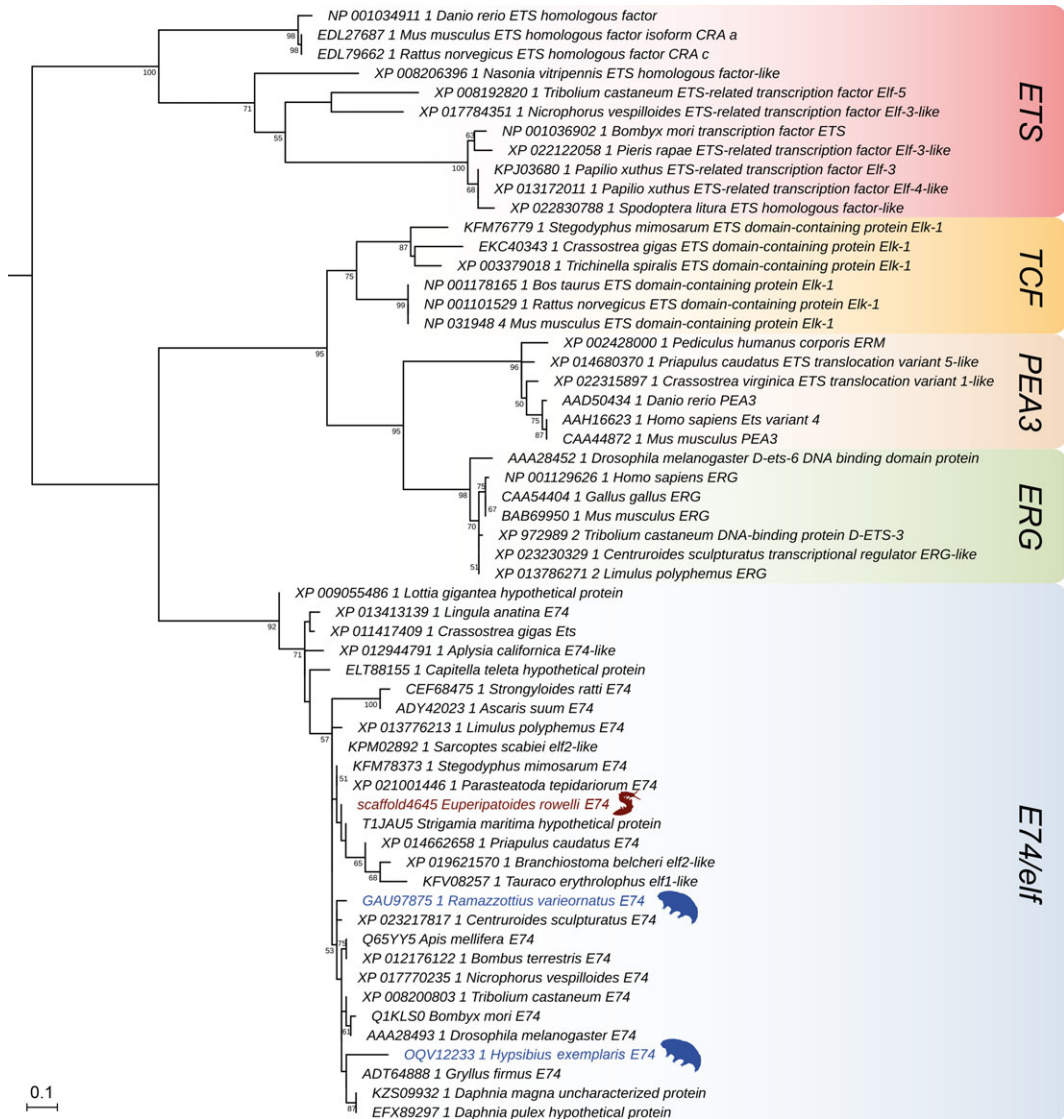 NP 001034911 1 Danio rerio ETS homologous factor
98
EDL27687 1 Mus musculus ETS homologous factor isoform CRA a
98
EDL79662 1 Rattus norvegicus ETS homologous factor CRA c
100
XP 008206396 1 Nasonia vitripennis ETS homologous factor-like
71
XP 008192820 1 Tribolium castaneum ETS-related transcription factor Elf-5
XP 017784351 1 Nicrophorus vespilloides ETS-related transcription factor Elf-3-like
55
63
NP 001036902 1 Bombyx mori transcription factor ETS
XP 022122058 1 Pieris rapae ETS-related transcription factor Elf-3-like
100
KPJ03680 1 Papilio xuthus ETS-related transcription factor Elf-3
68
XP 013172011 1 Papilio xuthus ETS-related transcription factor Elf-4-like
XP 022830788 1 Spodoptera litura ETS homologous factor-like
ETS
KFM76779 1 Stegodyphus mimosarum ETS domain-containing protein Elk-1
87
EKC40343 1 Crassostrea gigas ETS domain-containing protein Elk-1
XP 003379018 1 Trichinella spiralis ETS domain-containing protein Elk-1
75
NP 001178165 1 Bos taurus ETS domain-containing protein Elk-1
99
NP 001101529 1 Rattus norvegicus ETS domain-containing protein Elk-1
NP 031948 4 Mus musculus ETS domain-containing protein Elk-1
TCF
95
XP 002428000 1 Pediculus humanus corporis ERM
96
XP 014680370 1 Priapulus caudatus ETS translocation variant 5-like
XP 022315897 1 Crassostrea virginica ETS translocation variant 1-like
50
AAD50434 1 Danio rerio PEA3
75
AAH16623 1 Homo sapiens Ets variant 4
87
CAA44872 1 Mus musculus PEA3
PEA3
95
AAA28452 1 Drosophila melanogaster D-ets-6 DNA binding domain protein
98
NP 001129626 1 Homo sapiens ERG
75
CAA54404 1 Gallus gallus ERG
67
BAB69950 1 Mus musculus ERG
70
XP 972989 2 Tribolium castaneum DNA-binding protein D-ETS-3
XP 023230329 1 Centruroides sculpturatus transcriptional regulator ERG-like
51
XP 013786271 2 Limulus polyphemus ERG
ERG
XP 009055486 1 Lottia gigantea hypothetical protein
92
XP 013413139 1 Lingula anatina E74
XP 011417409 1 Crassostrea gigas Ets
71
XP 012944791 1 Aplysia californica E74-like
ELT88155 1 Capitella teleta hypothetical protein
CEF68475 1 Strongyloides ratti E74
100
ADY42023 1 Ascaris suum E74
XP 013776213 1 Limulus polyphemus E74
57
KPM02892 1 Sarcoptes scabiei elf2-like
KFM78373 1 Stegodyphus mimosarum E74
51
XP 021001446 1 Parasteatoda tepidariorum E74
scaffold4645 Euperipatoides rowelli E74
T1JAU5 Strigamia maritima hypothetical protein
XP 014662658 1 Priapulus caudatus E74
65
XP 019621570 1 Branchiostoma belcheri elf2-like
68
KFV08257 1 Tauraco erythrolophus elf1-like
GAU97875 1 Ramazzottius varieornatus E74
XP 023217817 1 Centruroides sculpturatus E74
75
Q65YY5 Apis mellifera E74
53
XP 012176122 1 Bombus terrestris E74
XP 017770235 1 Nicrophorus vespilloides E74
XP 008200803 1 Tribolium castaneum E74
Q1KLS0 Bombyx mori E74
61
AAA28493 1 Drosophila melanogaster E74
OQV12233 1 Hypsibius exemplaris E74
ADT64888 1 Gryllus firmus E74
KZS09932 1 Daphnia magna uncharacterized protein
87
EFX89297 1 Daphnia pulex hypothetical protein
E74/elf
0.1